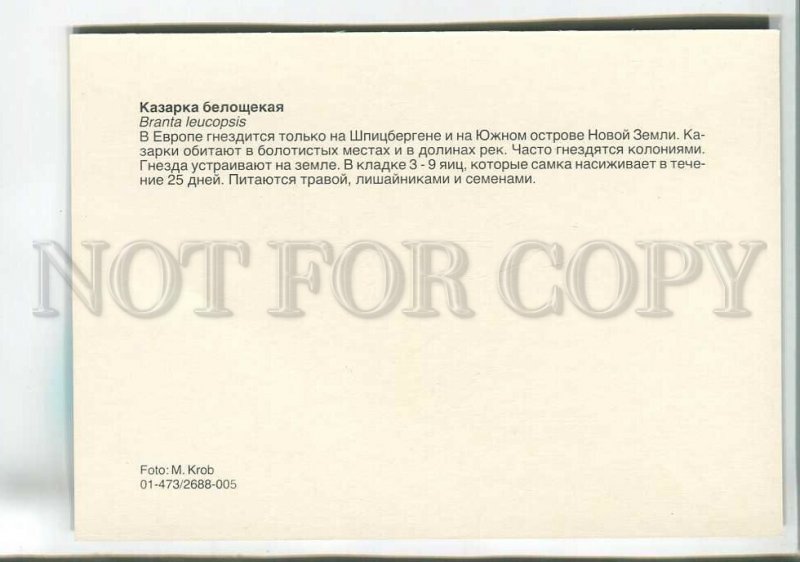 Казарка белощекая
Branta leucopsis
В Европе гнездится только на Шпицбергене и на Южном острове Новой Земли. Ка-
зарки обитают в болотистых местах и в долинах рек. Часто гнездятся колониями.
Гнезда устраивают на земле. В кладке 3 - 9 яиц, которые самка насиживает в тече-
ние 25 дней. Питаются травой, лишайниками и семенами.
NOT FOR COPY
Foto: M. Krob
01-473/2688-005